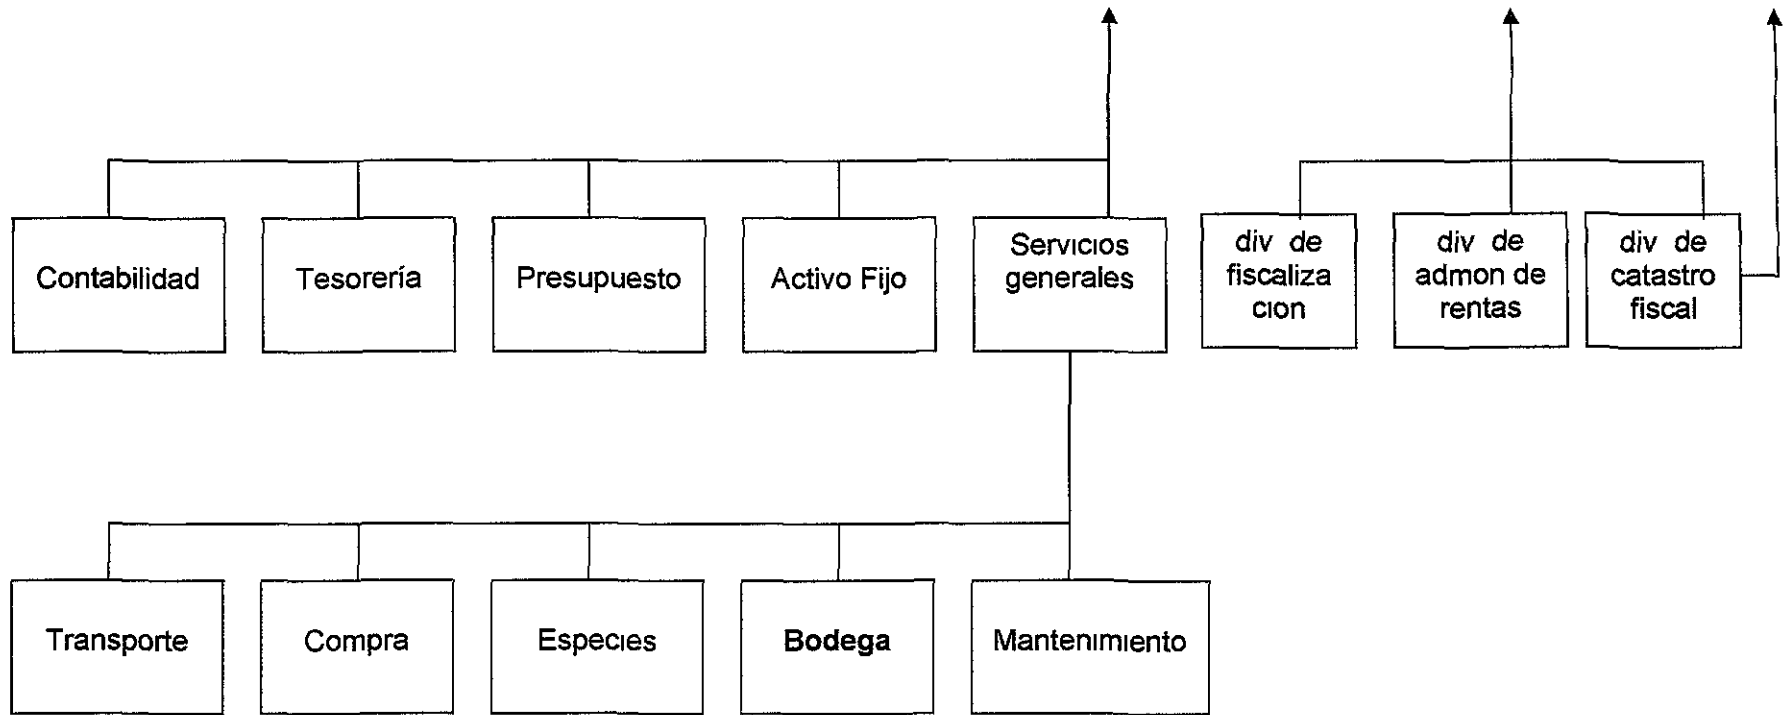 Contabilidad
Tesorería
Presupuesto
Activo Fijo
Servicios
generales
div de
fiscaliza
cion
div de
admon de
rentas
div de
catastro
fiscal
Transporte
Compra
Especies
Bodega
Mantenimiento